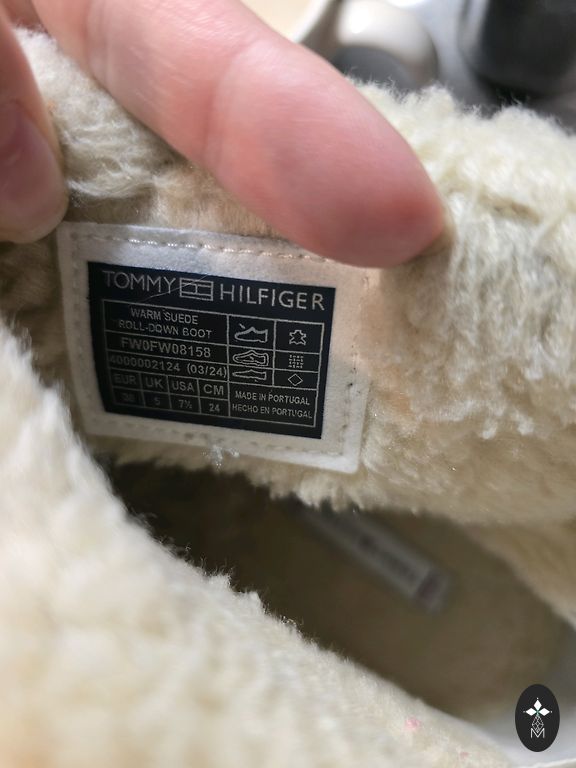 TOMMY HILFIGER
WARM SUEDE
ROLL-DOWN BOOT
FW0FW08158
4000002124 (03/24)
EUR UK USA CM
38 5 7½ 24
MADE IN PORTUGAL
HECHO EN PORTUGAL
M